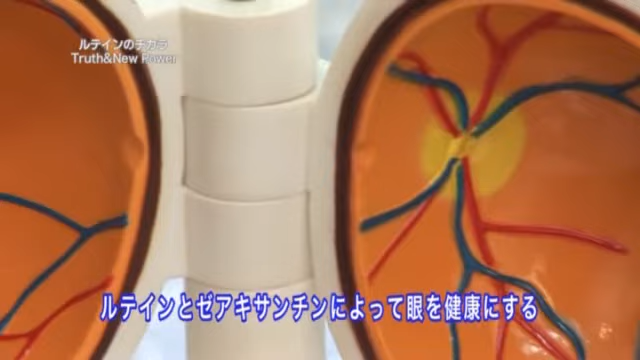 ルテインのチカラ
Truth&New Power
ルテインとゼアキサンチンによって眼を健康にする